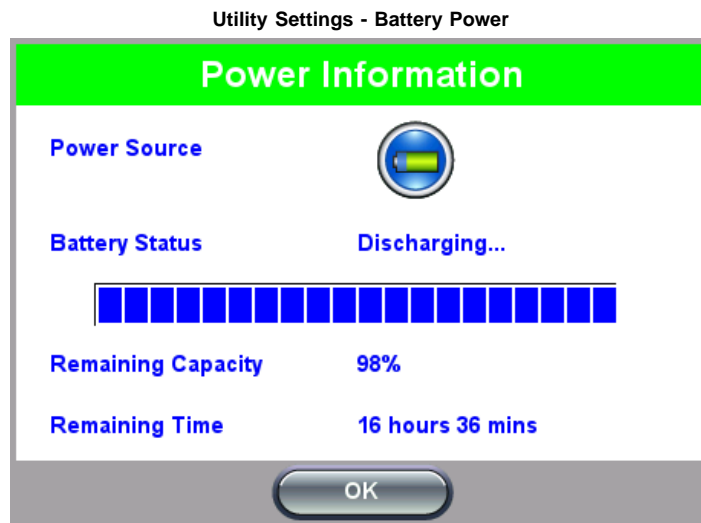 Utility Settings - Battery Power
Power Information
Power Source
Battery Status Discharging...
Remaining Capacity 98%
Remaining Time 16 hours 36 mins
OK